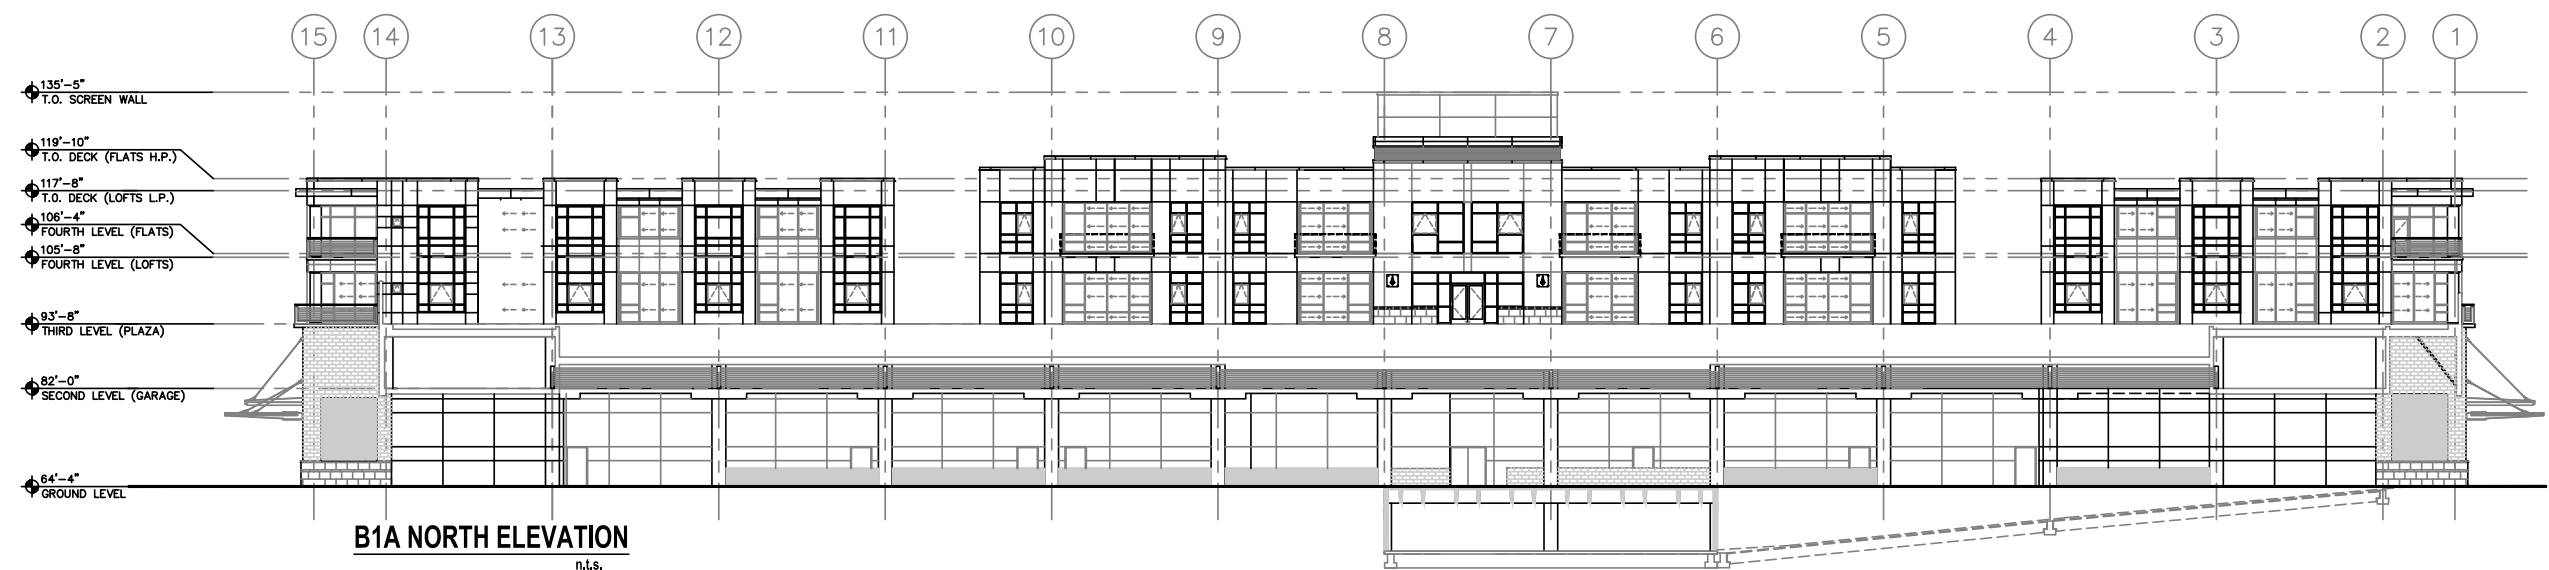 15 14 13 12 11 10 9 8 7 6 5 4 3 2 1
135'-5"
T.O. SCREEN WALL
119'-10"
T.O. DECK (FLATS H.P.)
117'-8"
T.O. DECK (LOFTS L.P.)
106'-4"
FOURTH LEVEL (FLATS)
105'-8"
FOURTH LEVEL (LOFTS)
93'-8"
THIRD LEVEL (PLAZA)
82'-0"
SECOND LEVEL (GARAGE)
64'-4"
GROUND LEVEL
B1A NORTH ELEVATION
n.t.s.